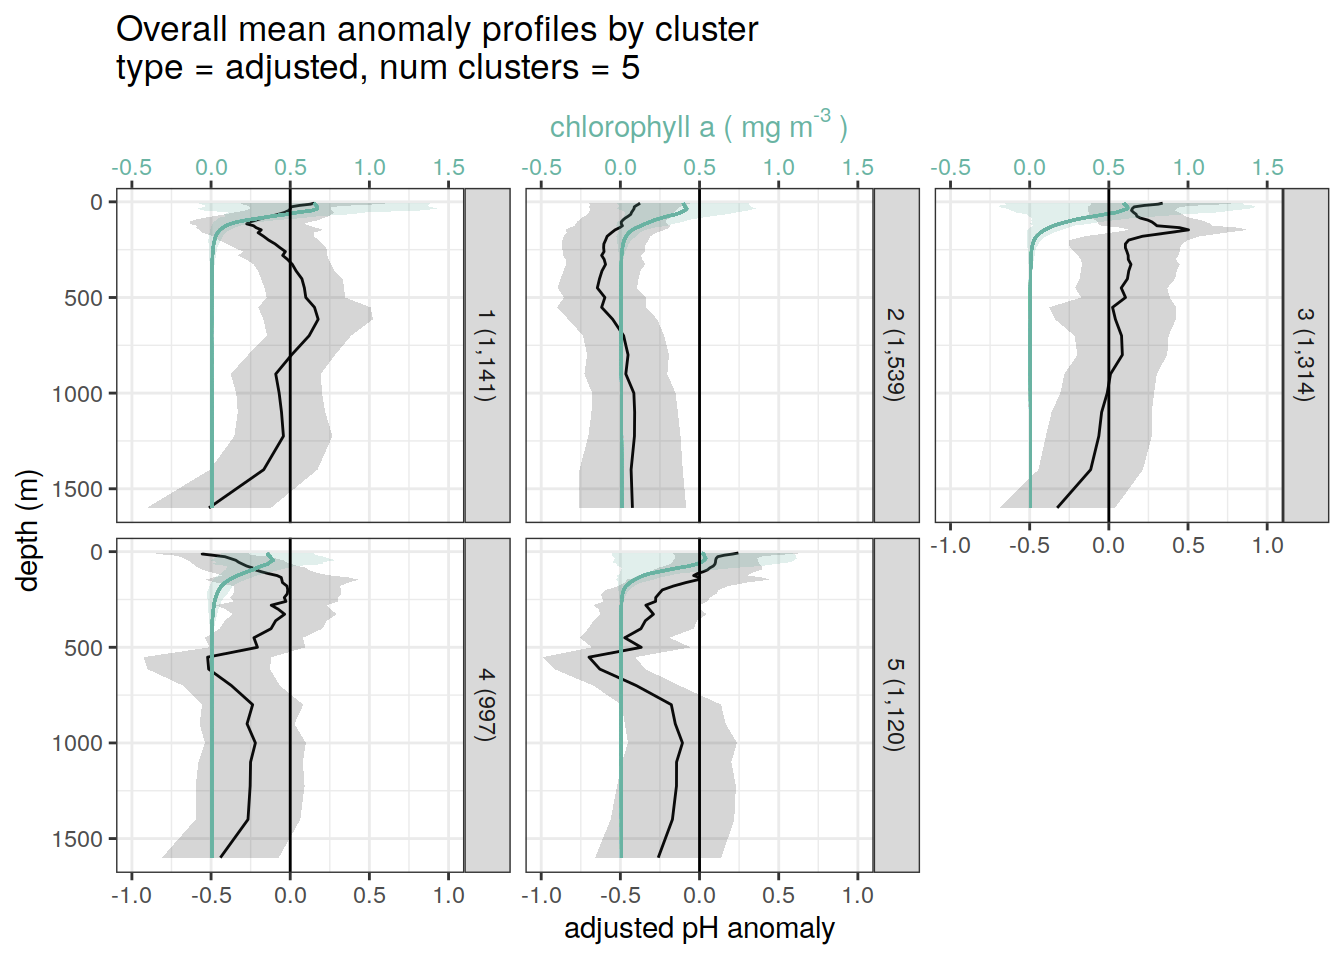 Overall mean anomaly profiles by cluster
type = adjusted, num clusters = 5
chlorophyll a ( mg m-3 )
-0.5 0.0 0.5 1.0 1.5 -0.5 0.0 0.5 1.0 1.5 -0.5 0.0 0.5 1.0 1.5
0
500
1000
1500
1 (1,141)
2 (1,539)
3 (1,314)
-1.0 -0.5 0.0 0.5 1.0
depth (m)
0
500
1000
1500
4 (997)
5 (1,120)
-1.0 -0.5 0.0 0.5 1.0 -1.0 -0.5 0.0 0.5 1.0
adjusted pH anomaly